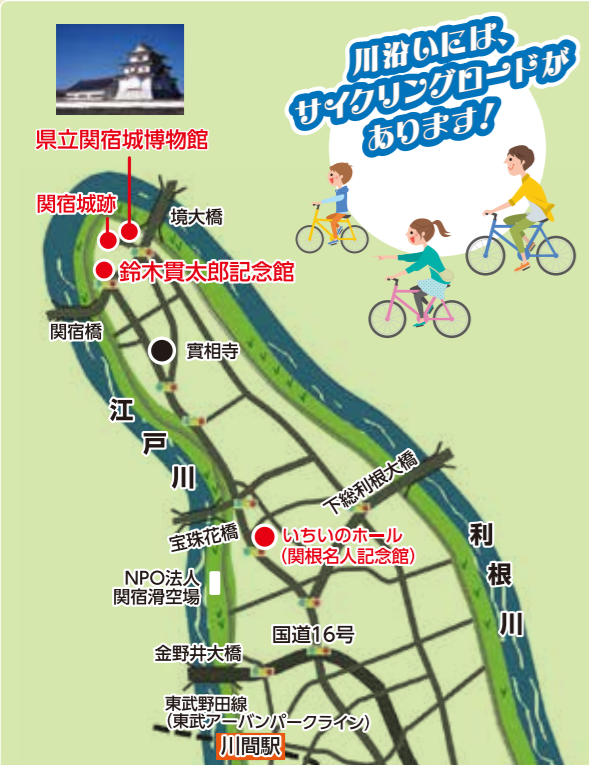 川沿いには、
サイクリングロードが
あります!
県立関宿城博物館
関宿城跡
境大橋
鈴木貫太郎記念館
関宿橋
實相寺
江戸川
下総利根大橋
宝珠花橋
いちいのホール
（関根名人記念館）
利根川
NPO法人
関宿滑空場
国道16号
金野井大橋
東武野田線
（東武アーバンパークライン）
川間駅